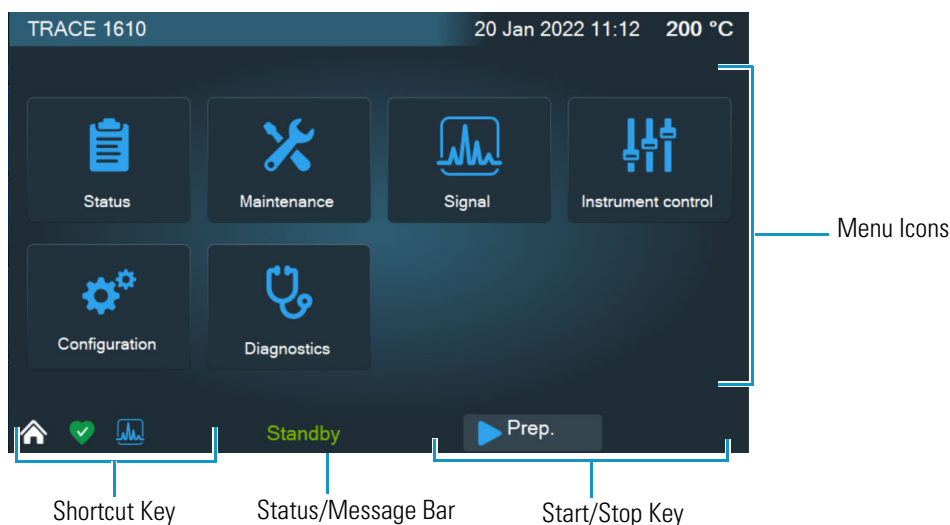 TRACE 1610 20 Jan 2022 11:12 200 °C
Status Maintenance Signal Instrument control
Menu Icons
Configuration Diagnostics
Standby Prep.
Shortcut Key Status/Message Bar Start/Stop Key